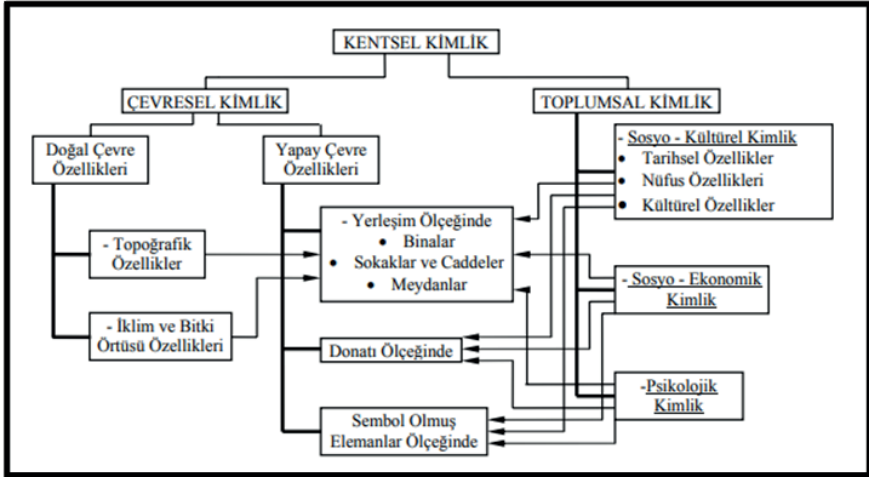 KENTSEL KİMLİK
ÇEVRESEL KİMLİK
TOPLUMSAL KİMLİK
Doğal Çevre
Özellikleri
Yapay Çevre
Özellikleri
- Sosyo - Kültürel Kimlik
• Tarihsel Özellikler
• Nüfus Özellikleri
• Kültürel Özellikler
- Topoğrafik
Özellikler
- Yerleşim Ölçeğinde
• Binalar
• Sokaklar ve Caddeler
• Meydanlar
- Sosyo - Ekonomik
Kimlik
- İklim ve Bitki
Örtüsü Özellikleri
Donatı Ölçeğinde
-Psikolojik
Kimlik
Sembol Olmuş
Elemanlar Ölçeğinde